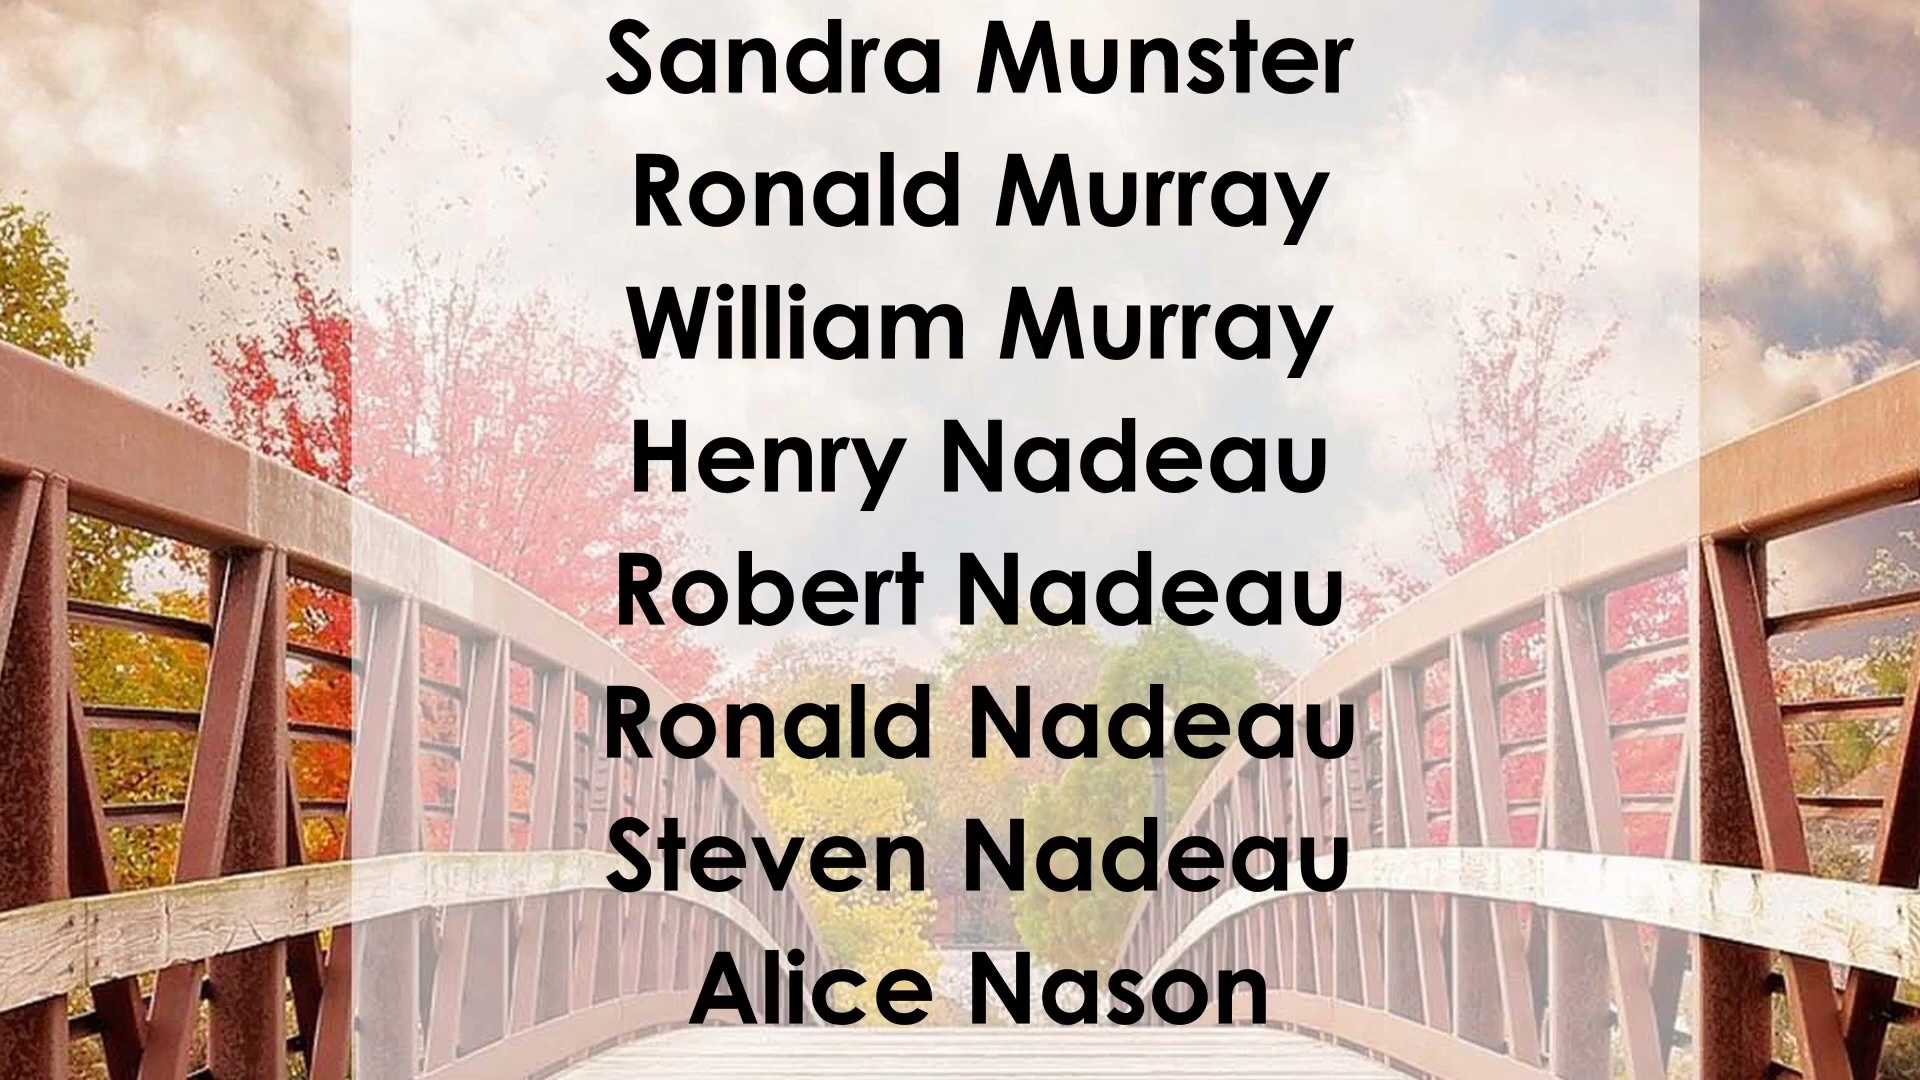 Sandra Munster
Ronald Murray
William Murray
Henry Nadeau
Robert Nadeau
Ronald Nadeau
Steven Nadeau
Alice Nason